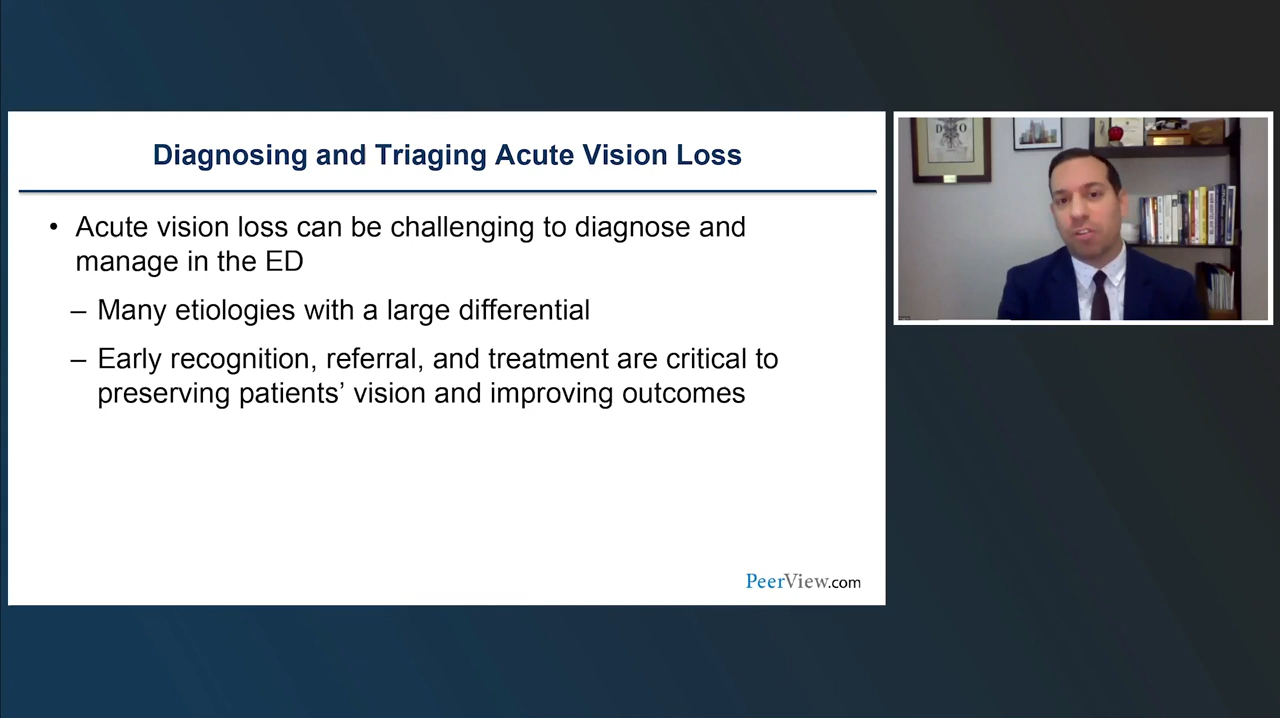 Diagnosing and Triaging Acute Vision Loss
• Acute vision loss can be challenging to diagnose and
manage in the ED
– Many etiologies with a large differential
– Early recognition, referral, and treatment are critical to
preserving patients’ vision and improving outcomes
PeerView.com
D O